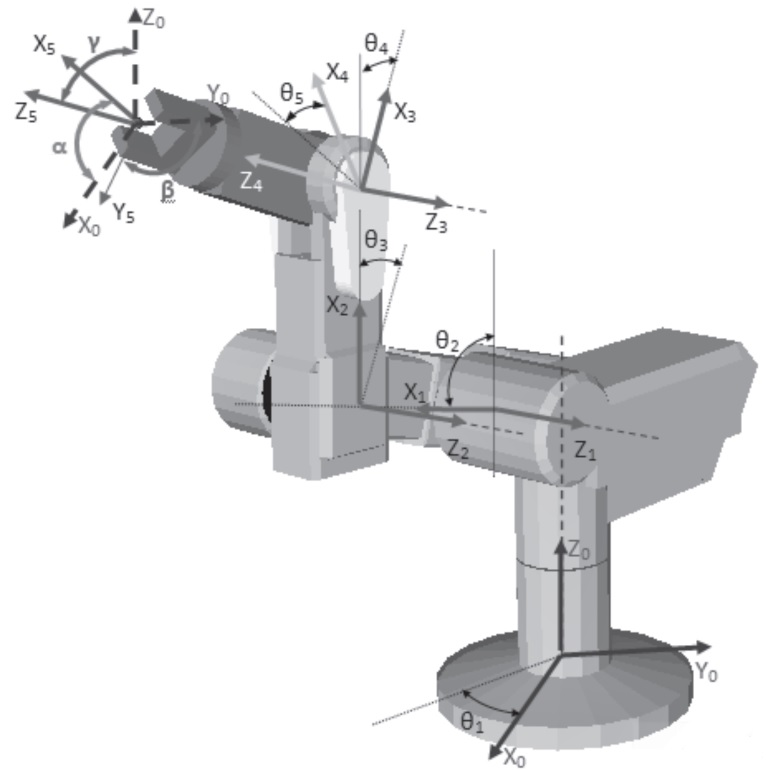 Z₀
X₅
γ
θ₄
X₄
Z₅
Y₀
θ₅
X₃
α
Z₄
β
Y₅
X₀
Z₃
θ₃
X₂
θ₂
X₁
Z₂
Z₁
Z₀
Y₀
θ₁
X₀